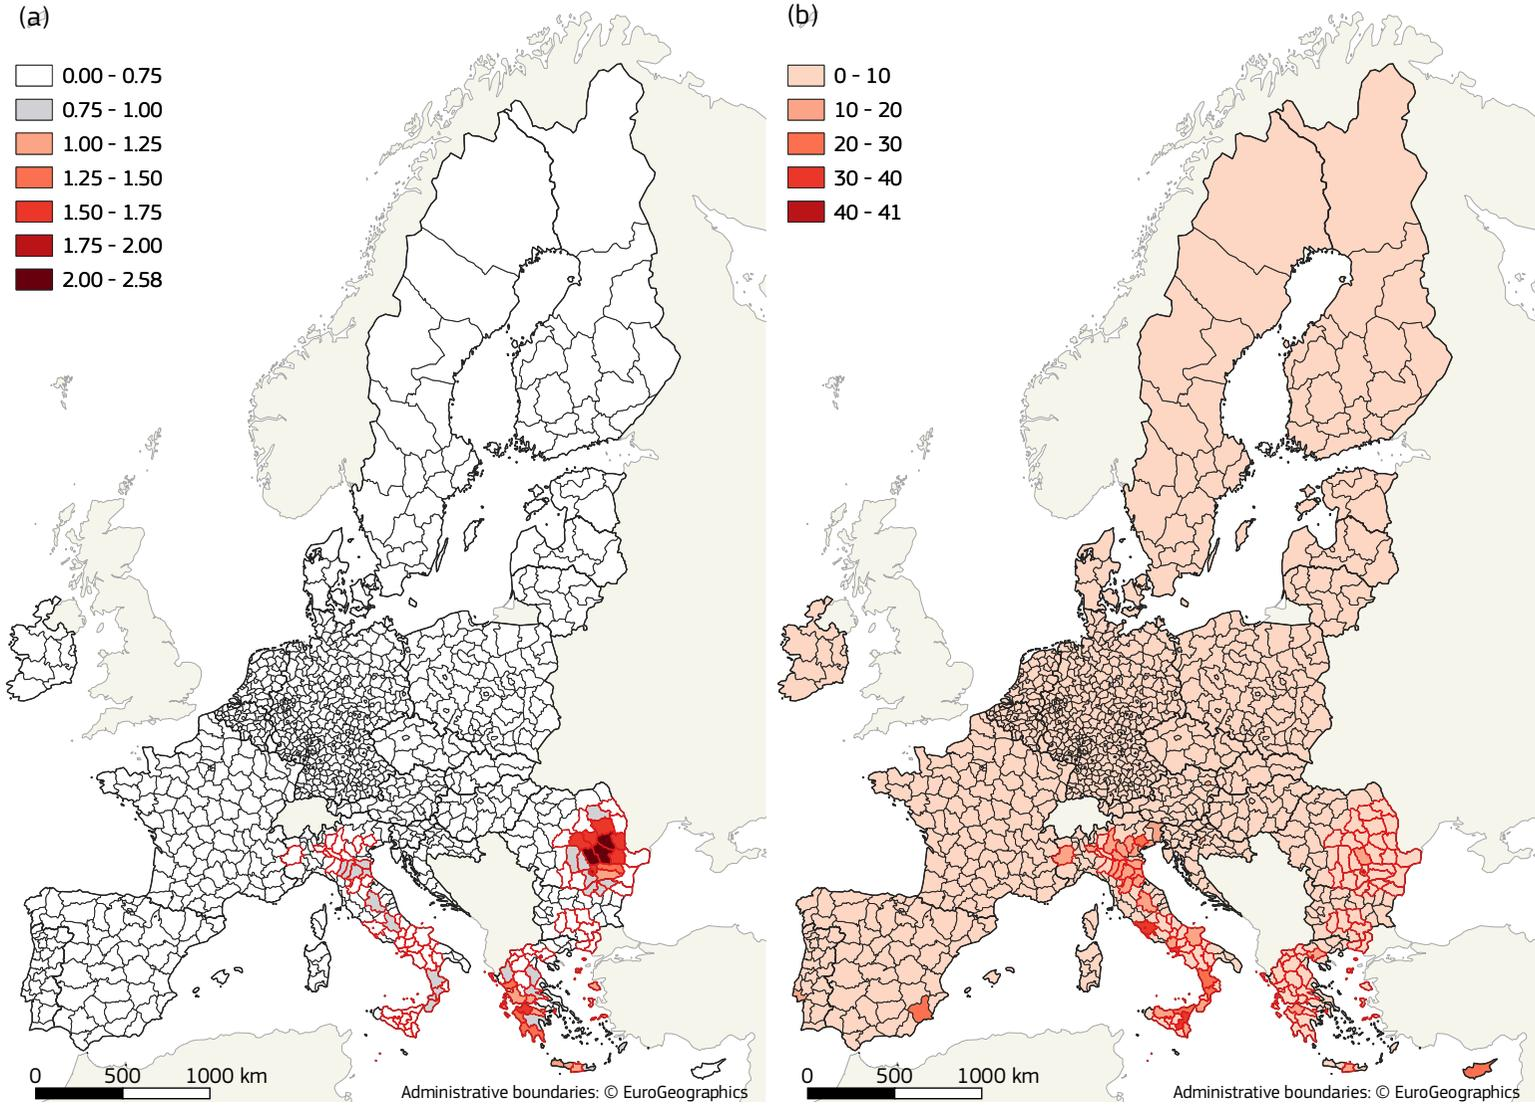 (a)
0.00 - 0.75
0.75 - 1.00
1.00 - 1.25
1.25 - 1.50
1.50 - 1.75
1.75 - 2.00
2.00 - 2.58
0 500 1000 km
Administrative boundaries: © EuroGeographics
(b)
0 - 10
10 - 20
20 - 30
30 - 40
40 - 41
0 500 1000 km
Administrative boundaries: © EuroGeographics